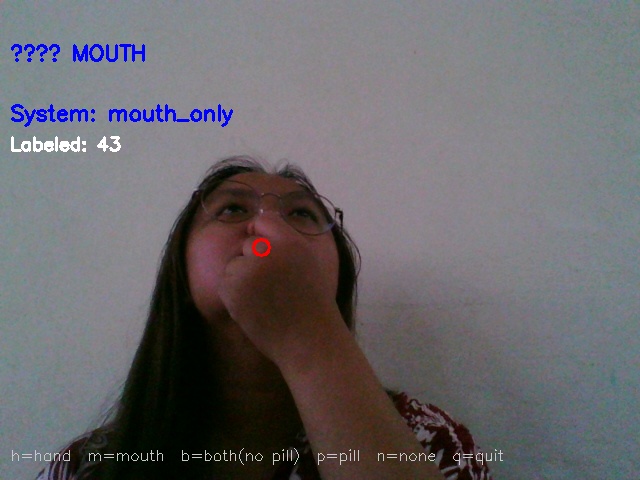 ???? MOUTH
System: mouth_only
Labeled: 43
h=hand m=mouth b=both(no pill) p=pill n=none q=quit